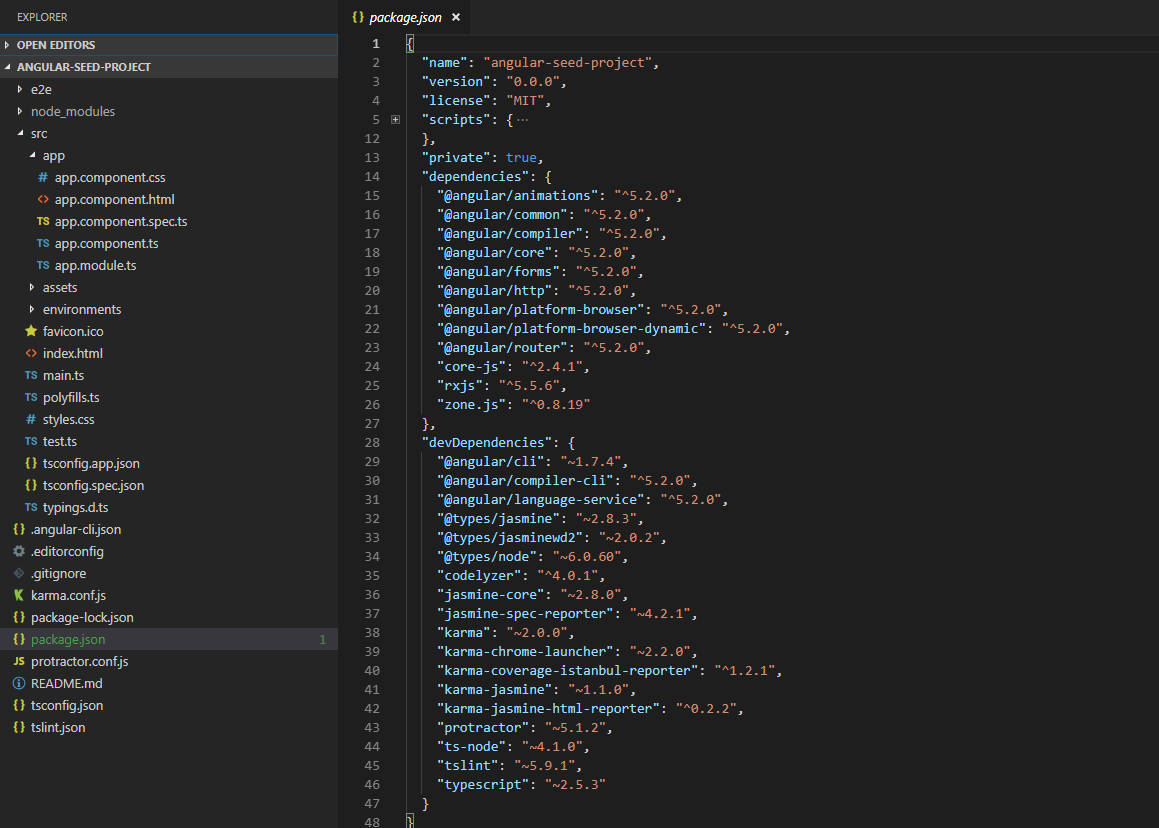 EXPLORER
OPEN EDITORS
ANGULAR-SEED-PROJECT
e2e
node_modules
src
app
# app.component.css
<> app.component.html
TS app.component.spec.ts
TS app.component.ts
TS app.module.ts
assets
environments
favicon.ico
<> index.html
TS main.ts
TS polyfills.ts
# styles.css
TS test.ts
{} tsconfig.app.json
{} tsconfig.spec.json
TS typings.d.ts
{} .angular-cli.json
.editorconfig
.gitignore
K karma.conf.js
{} package-lock.json
{} package.json 1
JS protractor.conf.js
README.md
{} tsconfig.json
{} tslint.json
{} package.json ×
1 {
2 "name": "angular-seed-project",
3 "version": "0.0.0",
4 "license": "MIT",
5 "scripts": { ···
12 },
13 "private": true,
14 "dependencies": {
15 "@angular/animations": "^5.2.0",
16 "@angular/common": "^5.2.0",
17 "@angular/compiler": "^5.2.0",
18 "@angular/core": "^5.2.0",
19 "@angular/forms": "^5.2.0",
20 "@angular/http": "^5.2.0",
21 "@angular/platform-browser": "^5.2.0",
22 "@angular/platform-browser-dynamic": "^5.2.0",
23 "@angular/router": "^5.2.0",
24 "core-js": "^2.4.1",
25 "rxjs": "^5.5.6",
26 "zone.js": "^0.8.19"
27 },
28 "devDependencies": {
29 "@angular/cli": "~1.7.4",
30 "@angular/compiler-cli": "^5.2.0",
31 "@angular/language-service": "^5.2.0",
32 "@types/jasmine": "~2.8.3",
33 "@types/jasminewd2": "~2.0.2",
34 "@types/node": "~6.0.60",
35 "codelyzer": "^4.0.1",
36 "jasmine-core": "~2.8.0",
37 "jasmine-spec-reporter": "~4.2.1",
38 "karma": "~2.0.0",
39 "karma-chrome-launcher": "~2.2.0",
40 "karma-coverage-istanbul-reporter": "^1.2.1",
41 "karma-jasmine": "~1.1.0",
42 "karma-jasmine-html-reporter": "^0.2.2",
43 "protractor": "~5.1.2",
44 "ts-node": "~4.1.0",
45 "tslint": "~5.9.1",
46 "typescript": "~2.5.3"
47 }
48 }